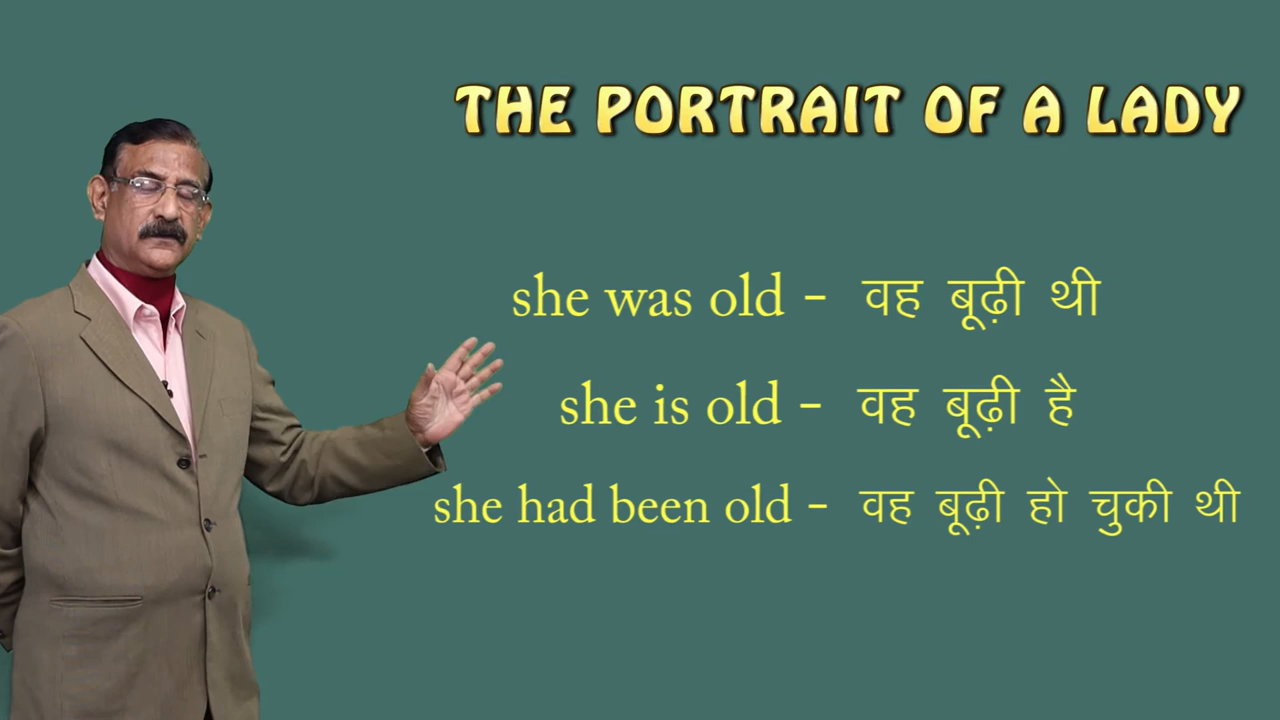 THE PORTRAIT OF A LADY
she was old - वह बूढ़ी थी
she is old - वह बूढ़ी है
she had been old - वह बूढ़ी हो चुकी थी